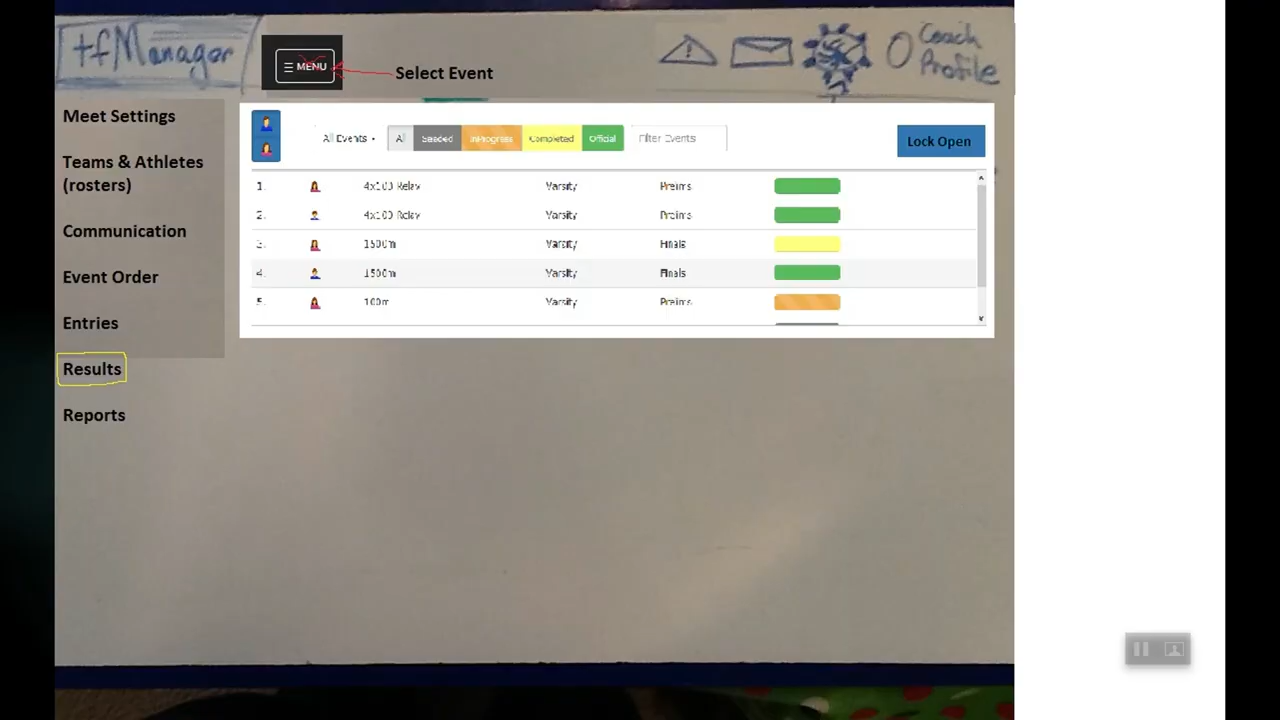 tfManager
☰ MENU
Select Event
Coach
Profile
Meet Settings
Teams & Athletes
(rosters)
Communication
Event Order
Entries
Results
Reports
All Events All Seeded InProgress Completed Official Filter Events
Lock Open
1. 4x100 Relay Varsity Prelims
2. 4x100 Relay Varsity Prelims
3. 1500m Varsity Finals
4. 1500m Varsity Finals
5. 100m Varsity Prelims